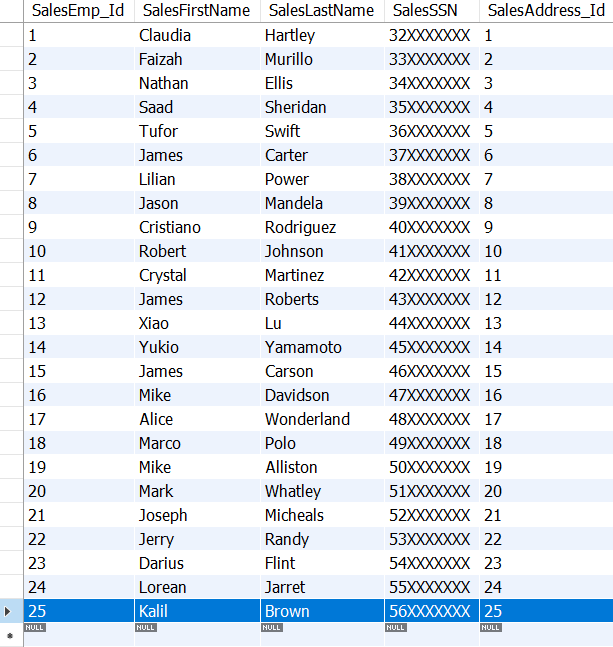 SalesEmp_Id SalesFirstName SalesLastName SalesSSN SalesAddress_Id
1 Claudia Hartley 32XXXXXXX 1
2 Faizah Murillo 33XXXXXXX 2
3 Nathan Ellis 34XXXXXXX 3
4 Saad Sheridan 35XXXXXXX 4
5 Tufor Swift 36XXXXXXX 5
6 James Carter 37XXXXXXX 6
7 Lilian Power 38XXXXXXX 7
8 Jason Mandela 39XXXXXXX 8
9 Cristiano Rodriguez 40XXXXXXX 9
10 Robert Johnson 41XXXXXXX 10
11 Crystal Martinez 42XXXXXXX 11
12 James Roberts 43XXXXXXX 12
13 Xiao Lu 44XXXXXXX 13
14 Yukio Yamamoto 45XXXXXXX 14
15 James Carson 46XXXXXXX 15
16 Mike Davidson 47XXXXXXX 16
17 Alice Wonderland 48XXXXXXX 17
18 Marco Polo 49XXXXXXX 18
19 Mike Alliston 50XXXXXXX 19
20 Mark Whatley 51XXXXXXX 20
21 Joseph Micheals 52XXXXXXX 21
22 Jerry Randy 53XXXXXXX 22
23 Darius Flint 54XXXXXXX 23
24 Lorean Jarret 55XXXXXXX 24
25 Kalil Brown 56XXXXXXX 25
NULL NULL NULL NULL NULL